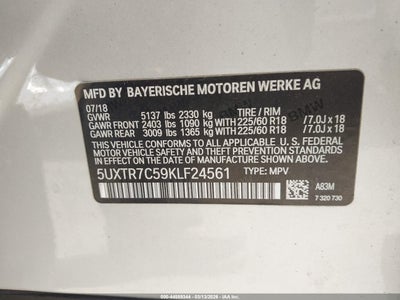 MFD BY BAYERISCHE MOTOREN WERKE AG
07/18
GVWR 5137 lbs 2330 kg TIRE / RIM
GAWR FRONT 2403 lbs 1090 kg WITH 225/60 R18 /7.0J x 18
GAWR REAR 3009 lbs 1365 kg WITH 225/60 R18 /7.0J x 18
THIS VEHICLE CONFORMS TO ALL APPLICABLE
U.S. FEDERAL MOTOR VEHICLE SAFETY
AND THEFT PREVENTION STANDARDS IN EFFECT
ON THE DATE OF MANUFACTURE SHOWN ABOVE.
5UXTR7C59KLF24561 TYPE: MPV
A83M
7 320 730